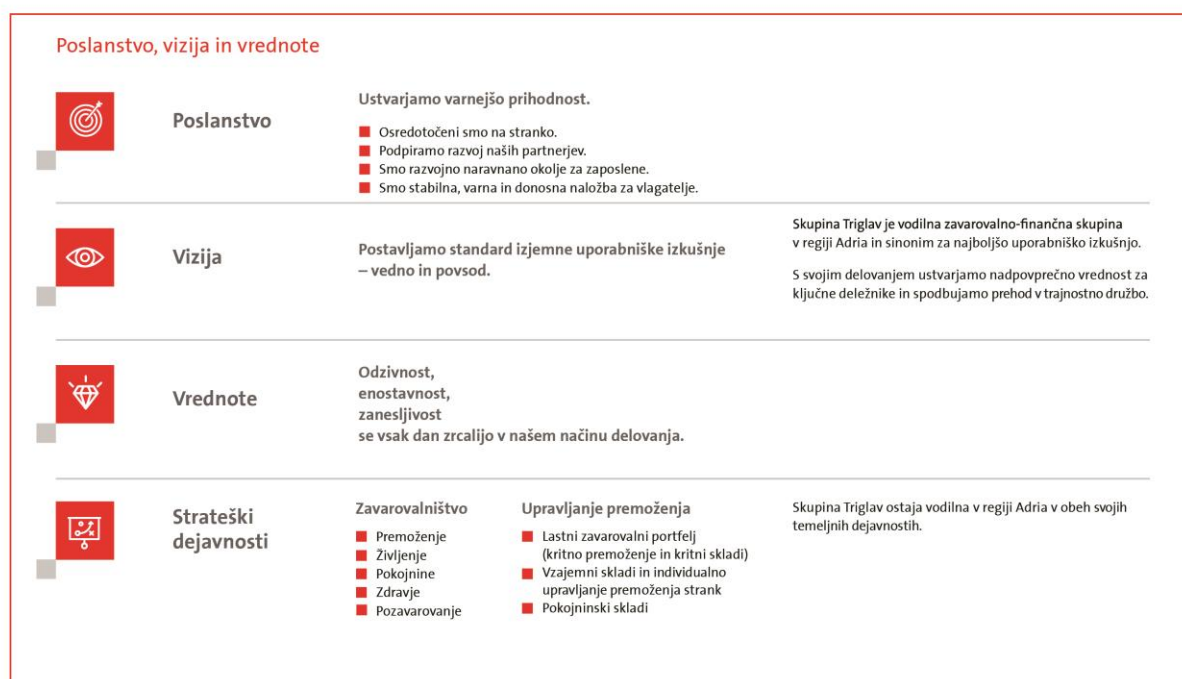 Poslanstvo, vizija in vrednote
Poslanstvo
Ustvarjamo varnejšo prihodnost.
Osredotočeni smo na stranko.
Podpiramo razvoj naših partnerjev.
Smo razvojno naravnano okolje za zaposlene.
Smo stabilna, varna in donosna naložba za vlagatelje.
Vizija
Postavljamo standard izjemne uporabniške izkušnje
– vedno in povsod.
Skupina Triglav je vodilna zavarovalno-finančna skupina
v regiji Adria in sinonim za najboljšo uporabniško izkušnjo.
S svojim delovanjem ustvarjamo nadpovprečno vrednost za
ključne deležnike in spodbujamo prehod v trajnostno družbo.
Vrednote
Odzivnost,
enostavnost,
zanesljivost
se vsak dan zrcalijo v našem načinu delovanja.
Strateški
dejavnosti
Zavarovalništvo
Premoženje
Življenje
Pokojnine
Zdravje
Pozavarovanje
Upravljanje premoženja
Lastni zavarovalni portfelj
(kritno premoženje in kritni skladi)
Vzajemni skladi in individualno
upravljanje premoženja strank
Pokojninski skladi
Skupina Triglav ostaja vodilna v regiji Adria v obeh svojih
temeljnih dejavnostih.